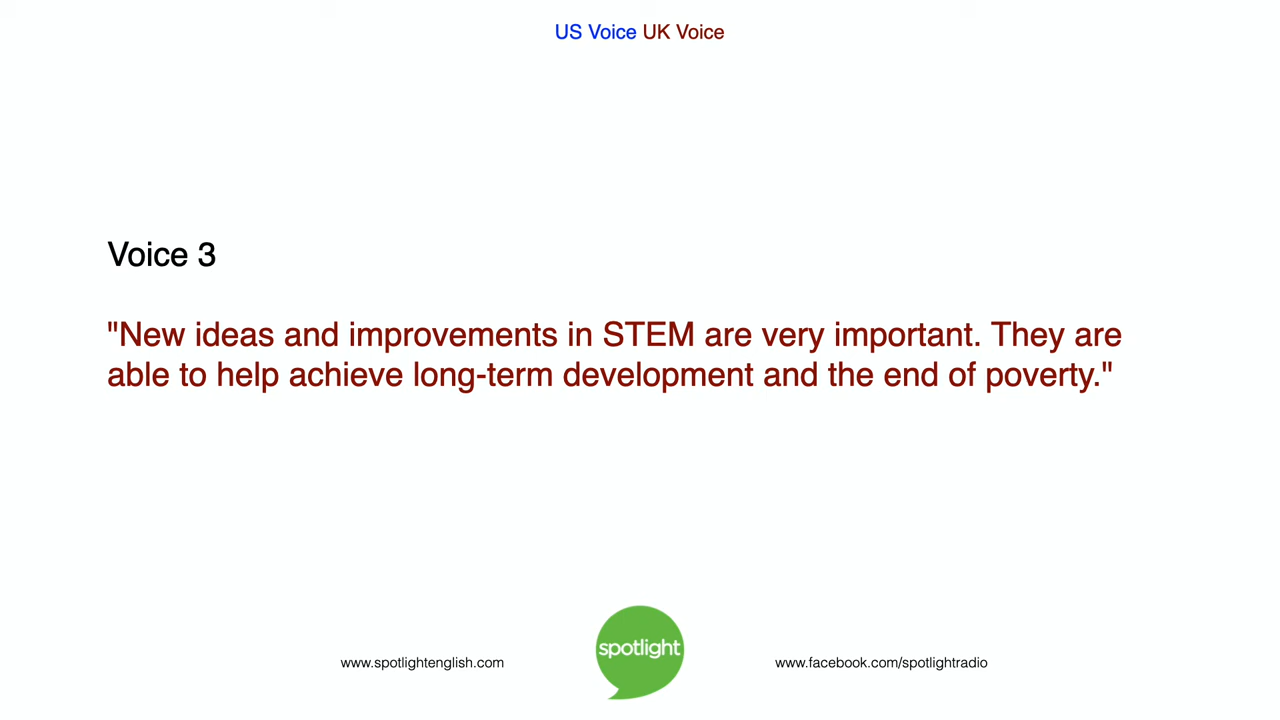 US Voice UK Voice
Voice 3
"New ideas and improvements in STEM are very important. They are
able to help achieve long-term development and the end of poverty."
spotlight
www.spotlightenglish.com
www.facebook.com/spotlightradio